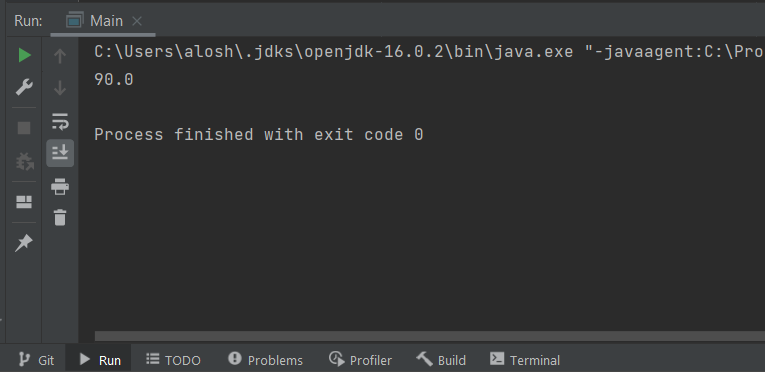 Run: Main
C:\Users\alosh\.jdks\openjdk-16.0.2\bin\java.exe "-javaagent:C:\Pro
90.0
Process finished with exit code 0
Git Run TODO Problems Profiler Build Terminal